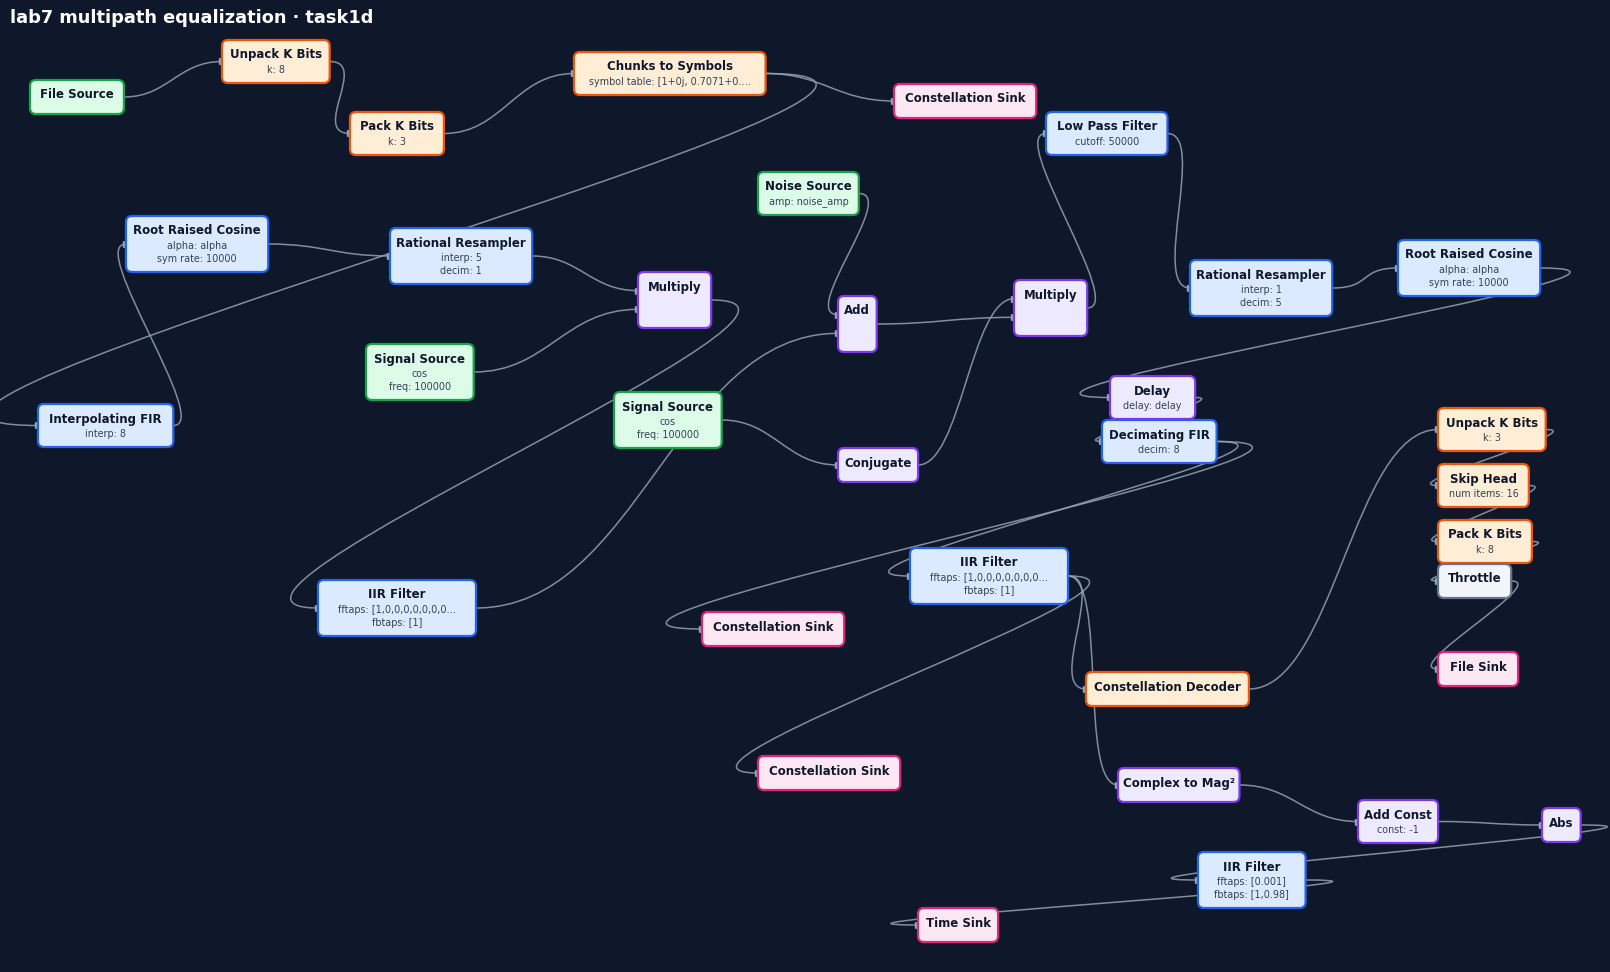 lab7 multipath equalization · task1d
File Source
Unpack K Bits
k: 8
Pack K Bits
k: 3
Chunks to Symbols
symbol table: [1+0j, 0.7071+0....
Constellation Sink
Low Pass Filter
cutoff: 50000
Noise Source
amp: noise_amp
Root Raised Cosine
alpha: alpha
sym rate: 10000
Rational Resampler
interp: 5
decim: 1
Multiply
Add
Multiply
Rational Resampler
interp: 1
decim: 5
Root Raised Cosine
alpha: alpha
sym rate: 10000
Signal Source
cos
freq: 100000
Interpolating FIR
interp: 8
Signal Source
cos
freq: 100000
Conjugate
Delay
delay: delay
Decimating FIR
decim: 8
Unpack K Bits
k: 3
Skip Head
num items: 16
Pack K Bits
k: 8
Throttle
File Sink
IIR Filter
fftaps: [1,0,0,0,0,0,0,0...
fbtaps: [1]
IIR Filter
fftaps: [1,0,0,0,0,0,0,0...
fbtaps: [1]
Constellation Sink
Constellation Decoder
Constellation Sink
Complex to Mag²
Add Const
const: -1
Abs
IIR Filter
fftaps: [0.001]
fbtaps: [1,0.98]
Time Sink